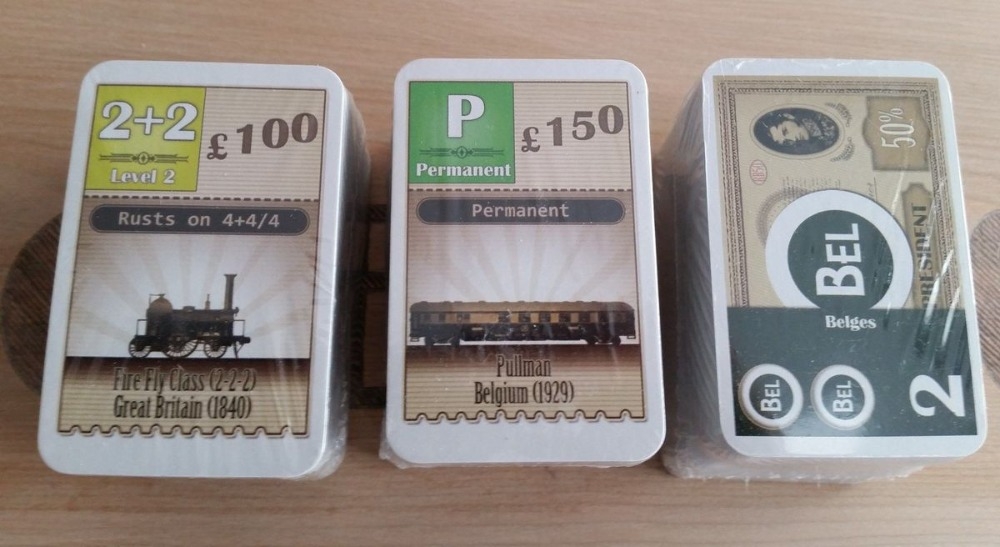 2+2
Level 2
£100
Rusts on 4+4/4
Fire Fly Class (2-2-2)
Great Britain (1840)
P
Permanent
£150
Permanent
Pullman
Belgium (1929)
50%
PRESIDENT
BEL
Belges
BEL
BEL
2